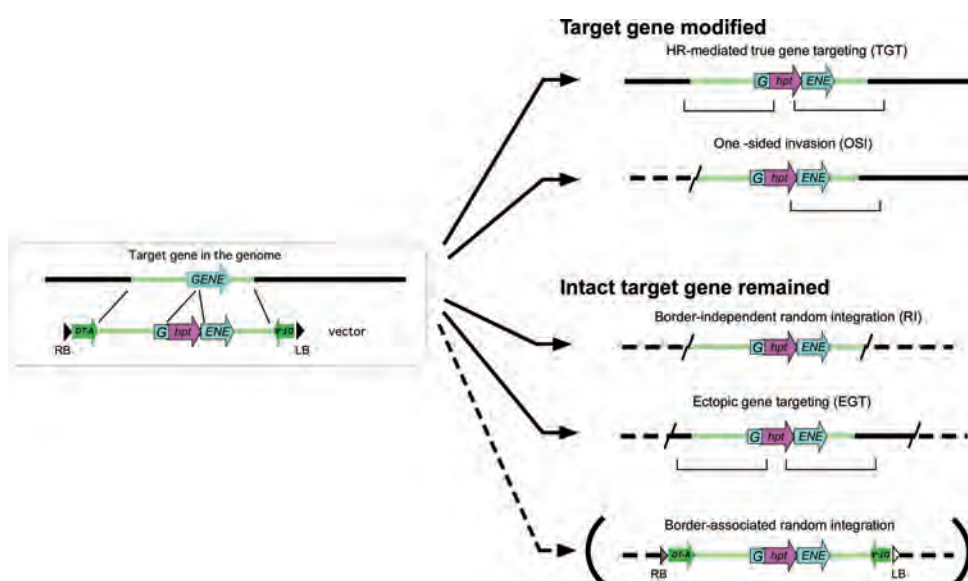 Target gene modified
HR-mediated true gene targeting (TGT)
G hpt ENE
One -sided invasion (OSI)
G hpt ENE
Target gene in the genome
GENE
DT-A G hpt ENE DT-A vector
RB LB
Intact target gene remained
Border-independent random integration (RI)
G hpt ENE
Ectopic gene targeting (EGT)
G hpt ENE
Border-associated random integration
DT-A G hpt ENE DT-A
RB LB